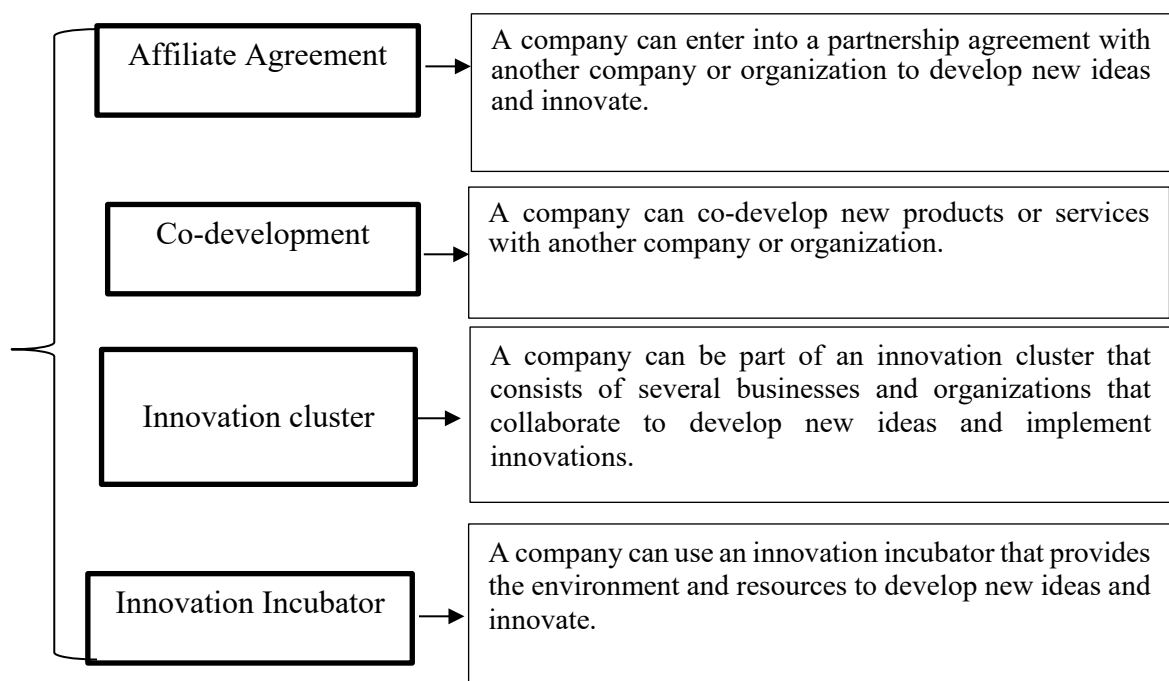 Affiliate Agreement
A company can enter into a partnership agreement with
another company or organization to develop new ideas
and innovate.
Co-development
A company can co-develop new products or services
with another company or organization.
Innovation cluster
A company can be part of an innovation cluster that
consists of several businesses and organizations that
collaborate to develop new ideas and implement
innovations.
Innovation Incubator
A company can use an innovation incubator that provides
the environment and resources to develop new ideas and
innovate.